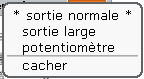 * sortie normale *
sortie large
potentiomètre
cacher